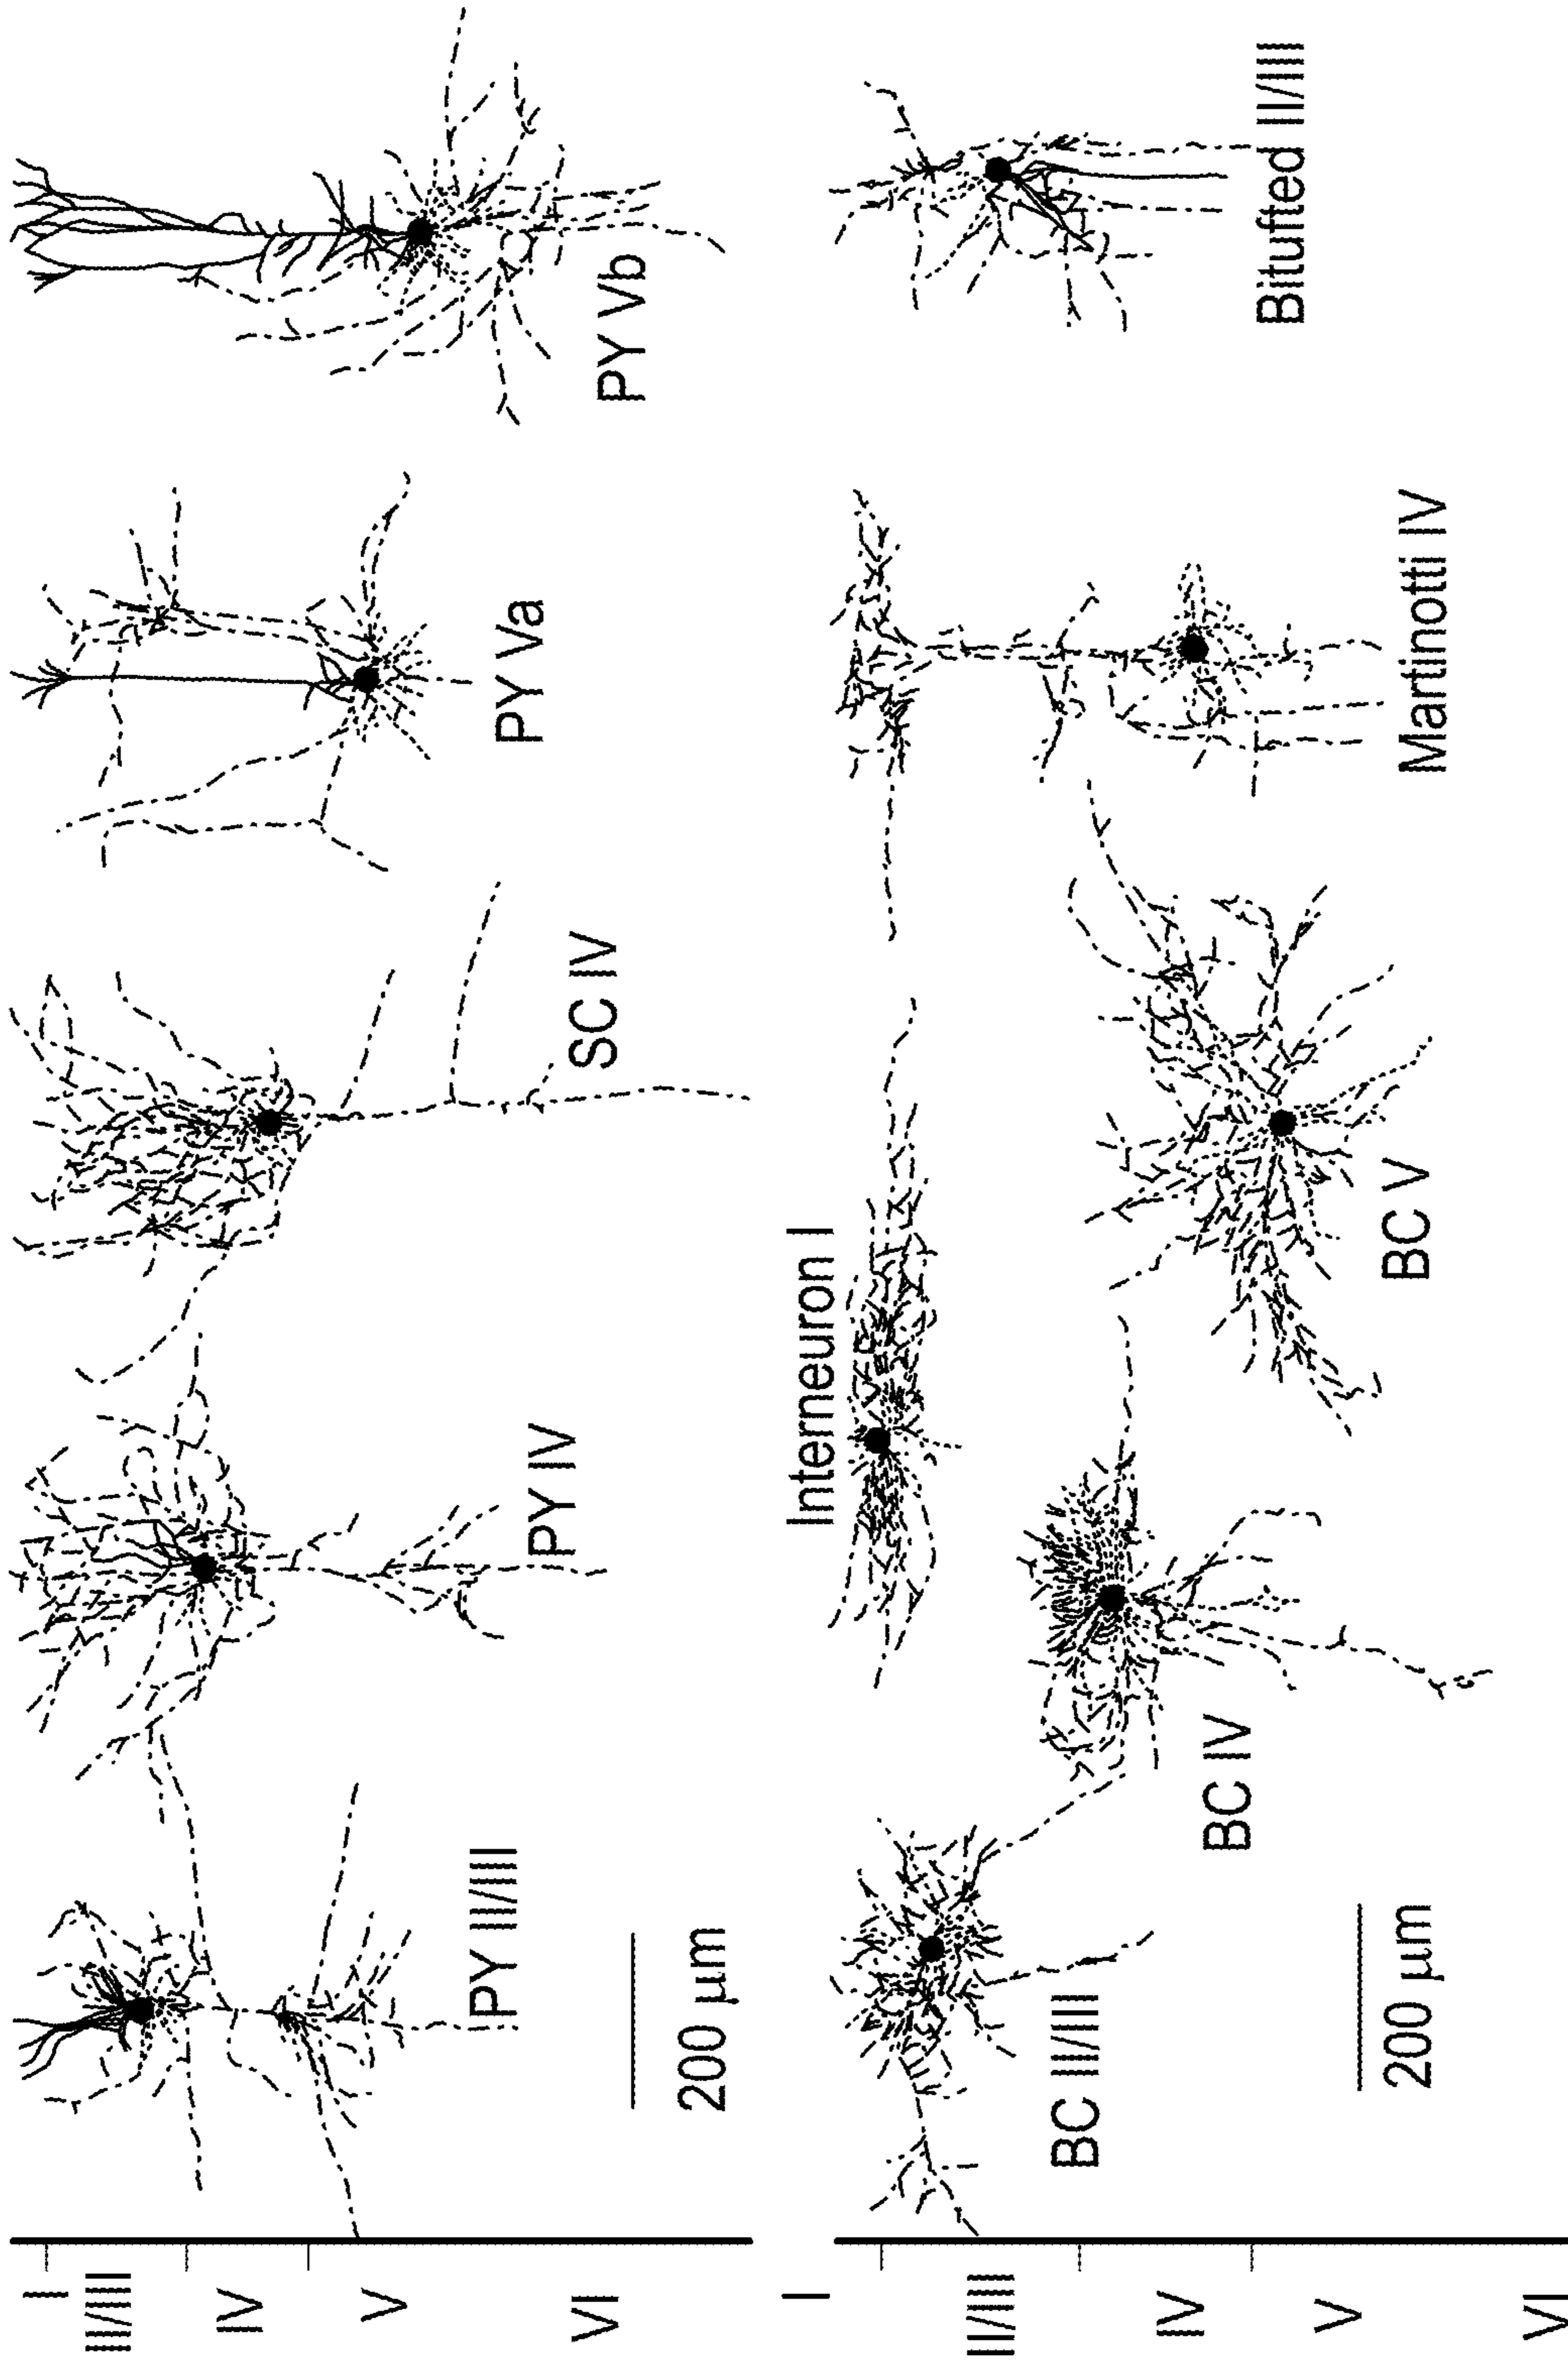 I
II/III
IV
V
VI
200 μm
PY II/III
PY IV
SC IV
PY Va
PY Vb
I
II/III
IV
V
VI
200 μm
BC II/III
BC IV
Interneuron I
BC V
Martinotti IV
Bitufted II/III